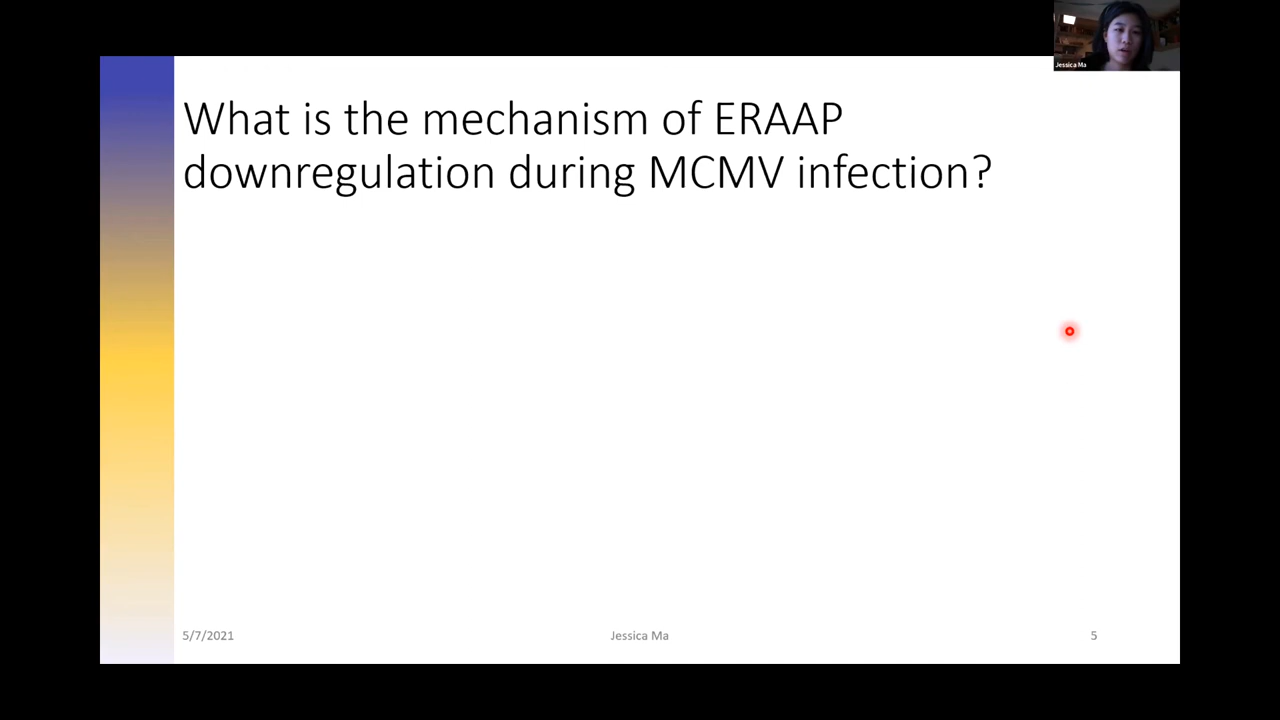 Jessica Ma
What is the mechanism of ERAAP
downregulation during MCMV infection?
5/7/2021
Jessica Ma
5